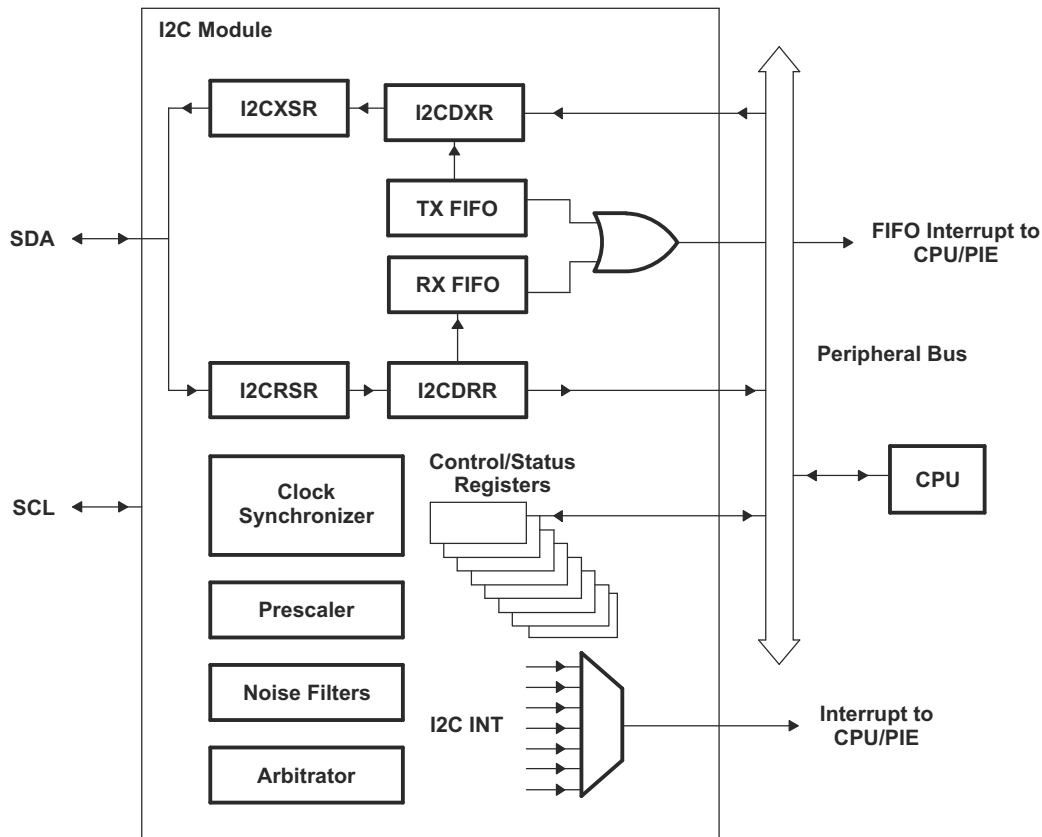 I2C Module
I2CXSR
I2CDXR
TX FIFO
SDA
FIFO Interrupt to
CPU/PIE
RX FIFO
Peripheral Bus
I2CRSR
I2CDRR
Control/Status
Registers
CPU
SCL
Clock
Synchronizer
Prescaler
Noise Filters
I2C INT
Interrupt to
CPU/PIE
Arbitrator